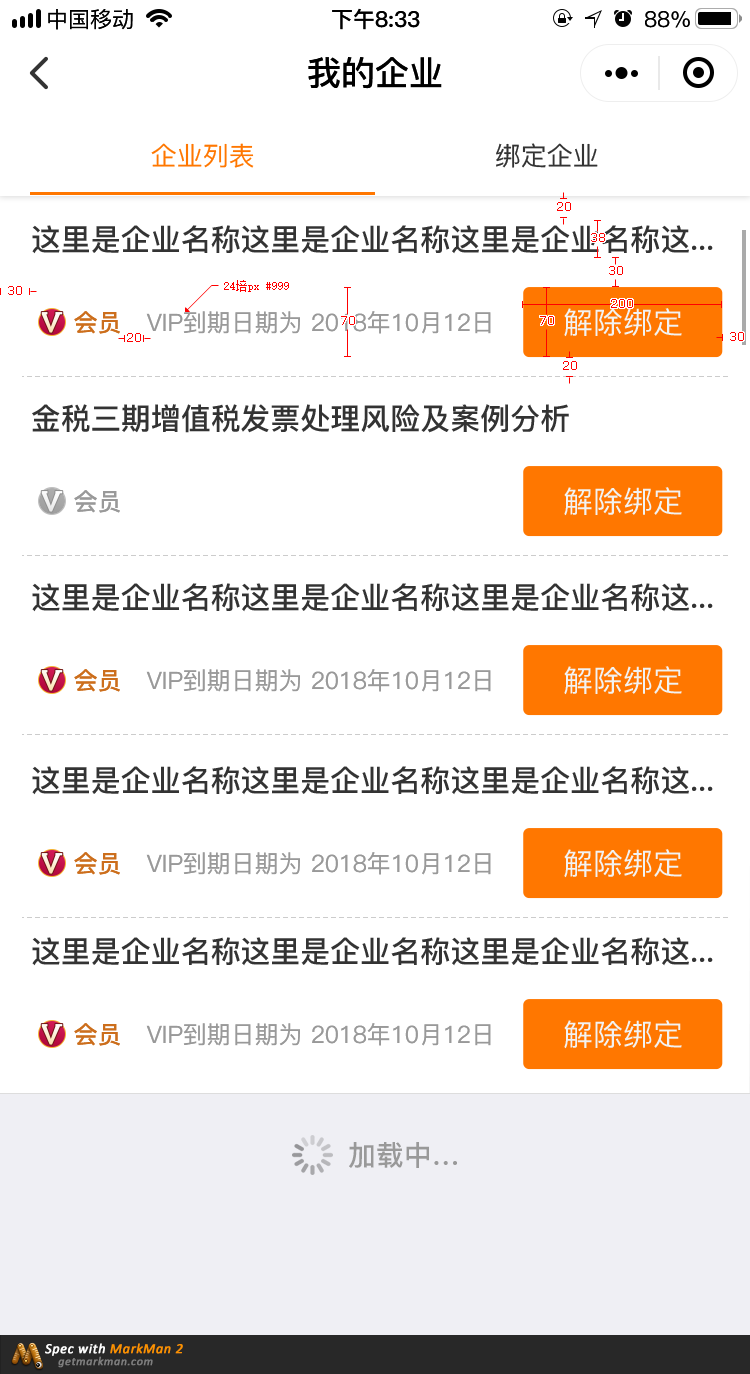 中国移动 下午8:33 88%
我的企业
企业列表 绑定企业
20
这里是企业名称这里是企业名称这里是企业名称这...
38
30
24培px #999
30 会员 20 VIP到期日期为 2018年10月12日 70 解除绑定 200 70 30
20
金税三期增值税发票处理风险及案例分析
会员 解除绑定
这里是企业名称这里是企业名称这里是企业名称这...
会员 VIP到期日期为 2018年10月12日 解除绑定
这里是企业名称这里是企业名称这里是企业名称这...
会员 VIP到期日期为 2018年10月12日 解除绑定
这里是企业名称这里是企业名称这里是企业名称这...
会员 VIP到期日期为 2018年10月12日 解除绑定
加载中...
Spec with MarkMan 2
getmarkman.com